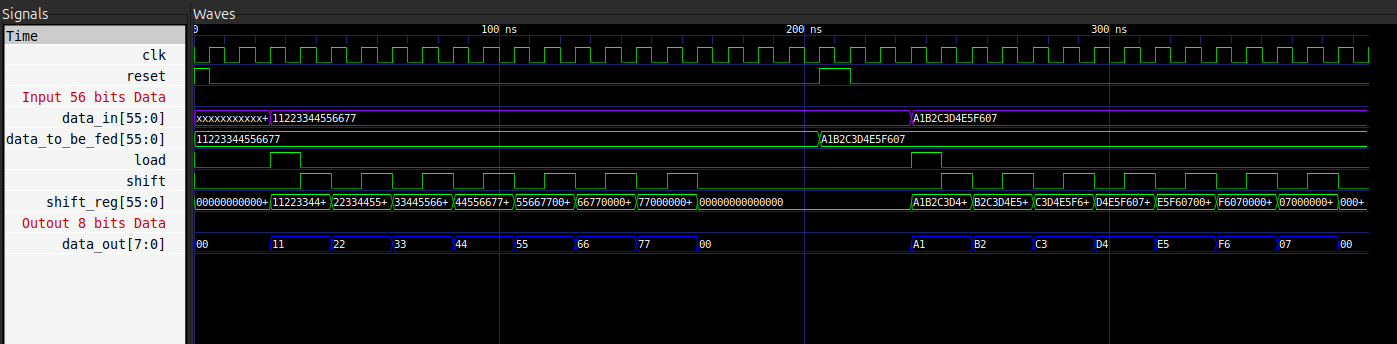 Signals Waves
Time 0 100 ns 200 ns 300 ns
clk
reset
Input 56 bits Data
data_in[55:0] xxxxxxxxxxx+ 11223344556677 A1B2C3D4E5F607
data_to_be_fed[55:0] 11223344556677 A1B2C3D4E5F607
load
shift
shift_reg[55:0] 00000000000+ 11223344+ 22334455+ 33445566+ 44556677+ 55667700+ 66770000+ 77000000+ 00000000000000 A1B2C3D4+ B2C3D4E5+ C3D4E5F6+ D4E5F607+ E5F60700+ F6070000+ 07000000+ 000+
Outout 8 bits Data
data_out[7:0] 00 11 22 33 44 55 66 77 00 A1 B2 C3 D4 E5 F6 07 00